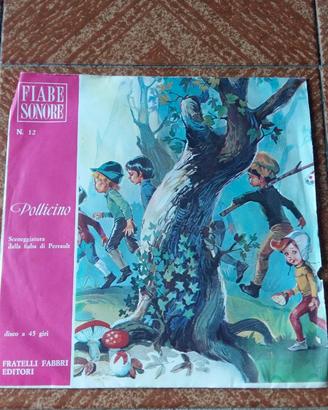 FIABE
SONORE
N. 12
Pollicino
Sceneggiatura
dalla fiaba di Perrault
disco a 45 giri
FRATELLI FABBRI
EDITORI